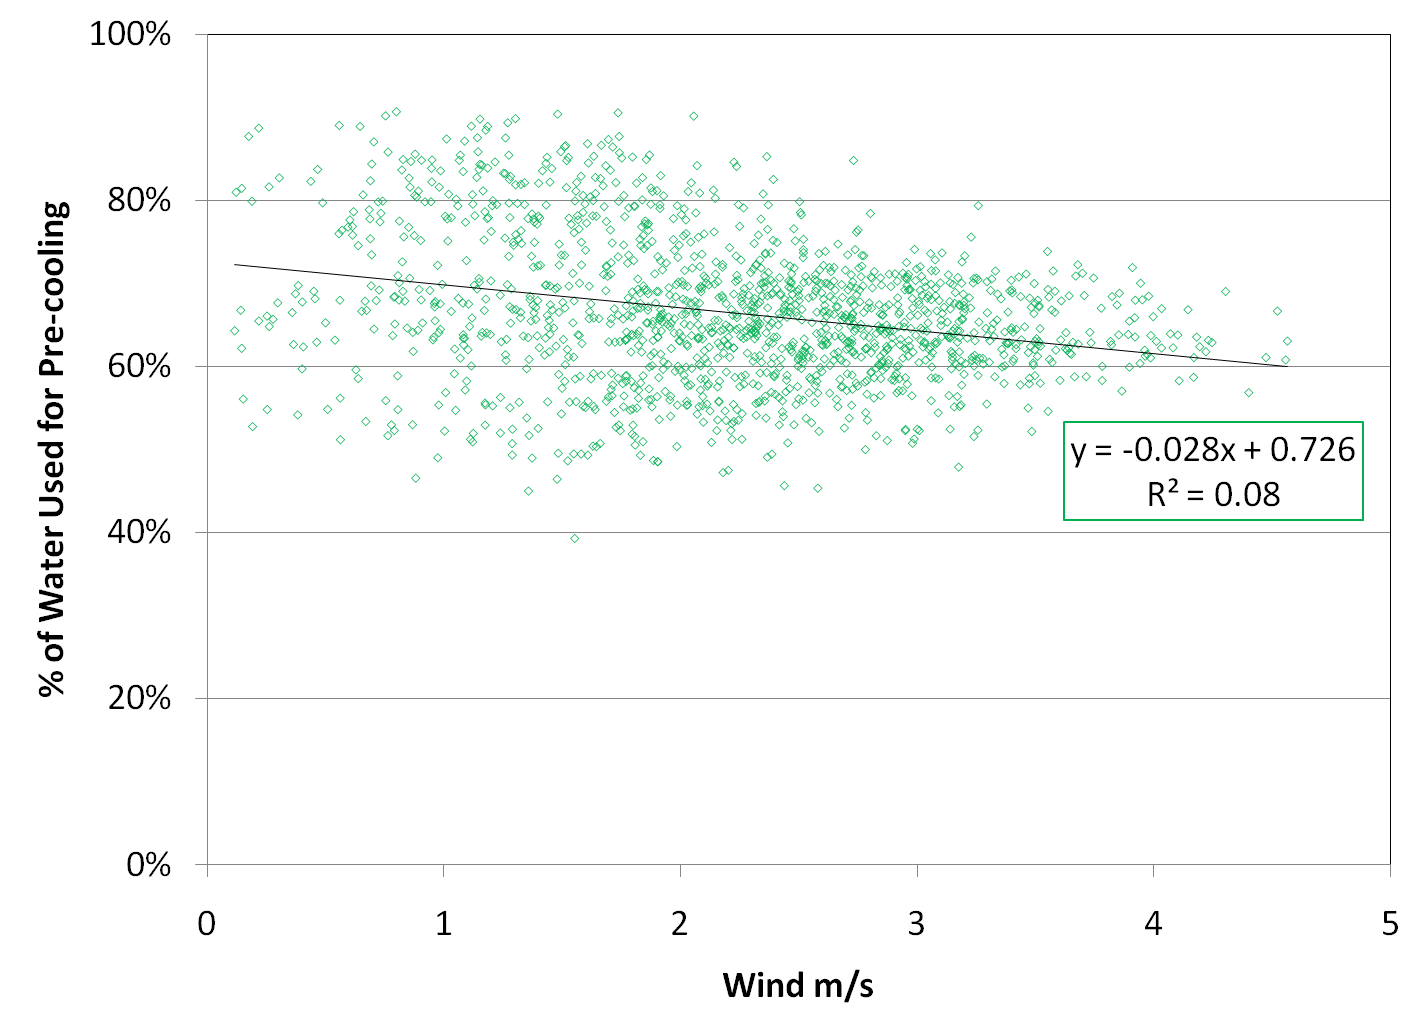 100%
80%
60%
40%
20%
0%
% of Water Used for Pre-cooling
y = -0.028x + 0.726
R² = 0.08
0 1 2 3 4 5
Wind m/s